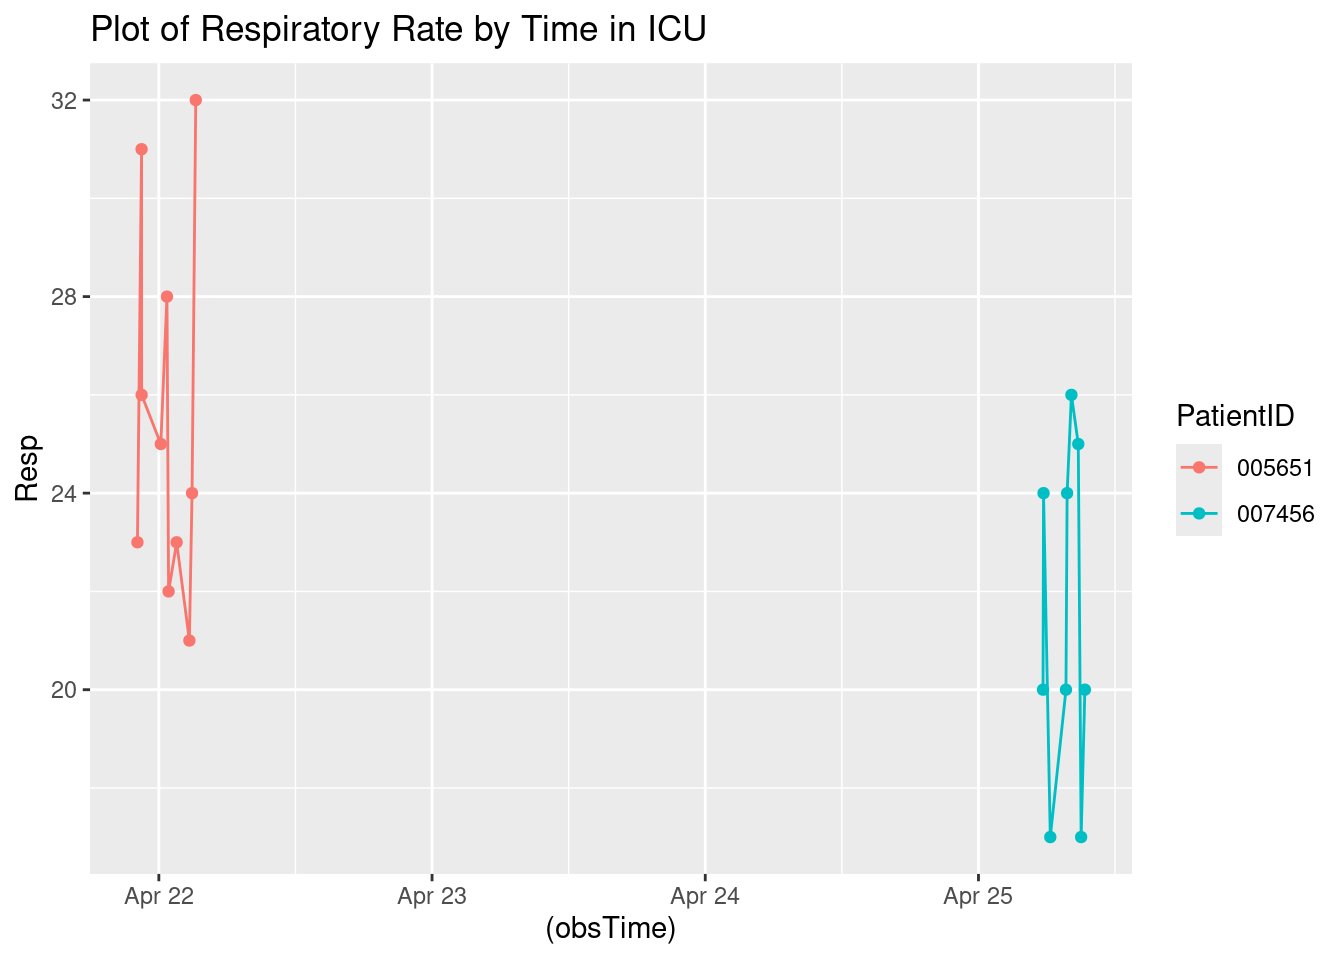 Plot of Respiratory Rate by Time in ICU
32
28
24
20
Resp
Apr 22
Apr 23
Apr 24
Apr 25
(obsTime)
PatientID
005651
007456